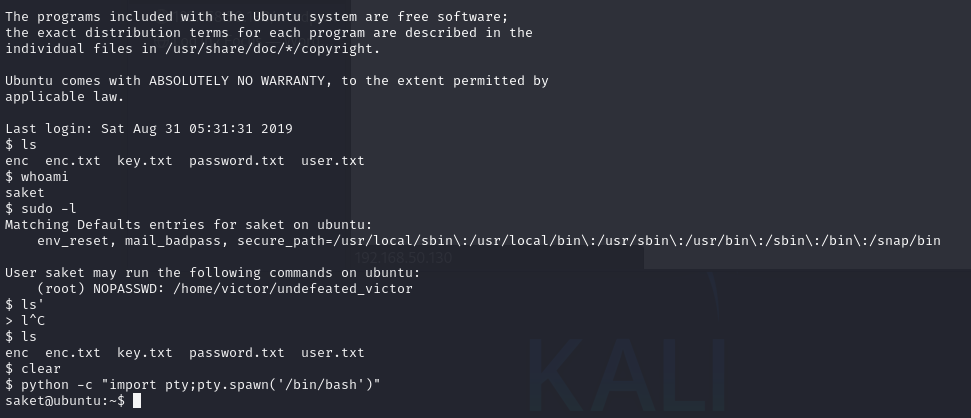 The programs included with the Ubuntu system are free software;
the exact distribution terms for each program are described in the
individual files in /usr/share/doc/*/copyright.
Ubuntu comes with ABSOLUTELY NO WARRANTY, to the extent permitted by
applicable law.
Last login: Sat Aug 31 05:31:31 2019
$ ls
enc  enc.txt  key.txt  password.txt  user.txt
$ whoami
saket
$ sudo -l
Matching Defaults entries for saket on ubuntu:
    env_reset, mail_badpass, secure_path=/usr/local/sbin\:/usr/local/bin\:/usr/sbin\:/usr/bin\:/sbin\:/bin\:/snap/bin
192.168.50.130
User saket may run the following commands on ubuntu:
    (root) NOPASSWD: /home/victor/undefeated_victor
$ ls'
> l^C
$ ls
enc  enc.txt  key.txt  password.txt  user.txt
$ clear
$ python -c "import pty;pty.spawn('/bin/bash')"
saket@ubuntu:~$
KALI